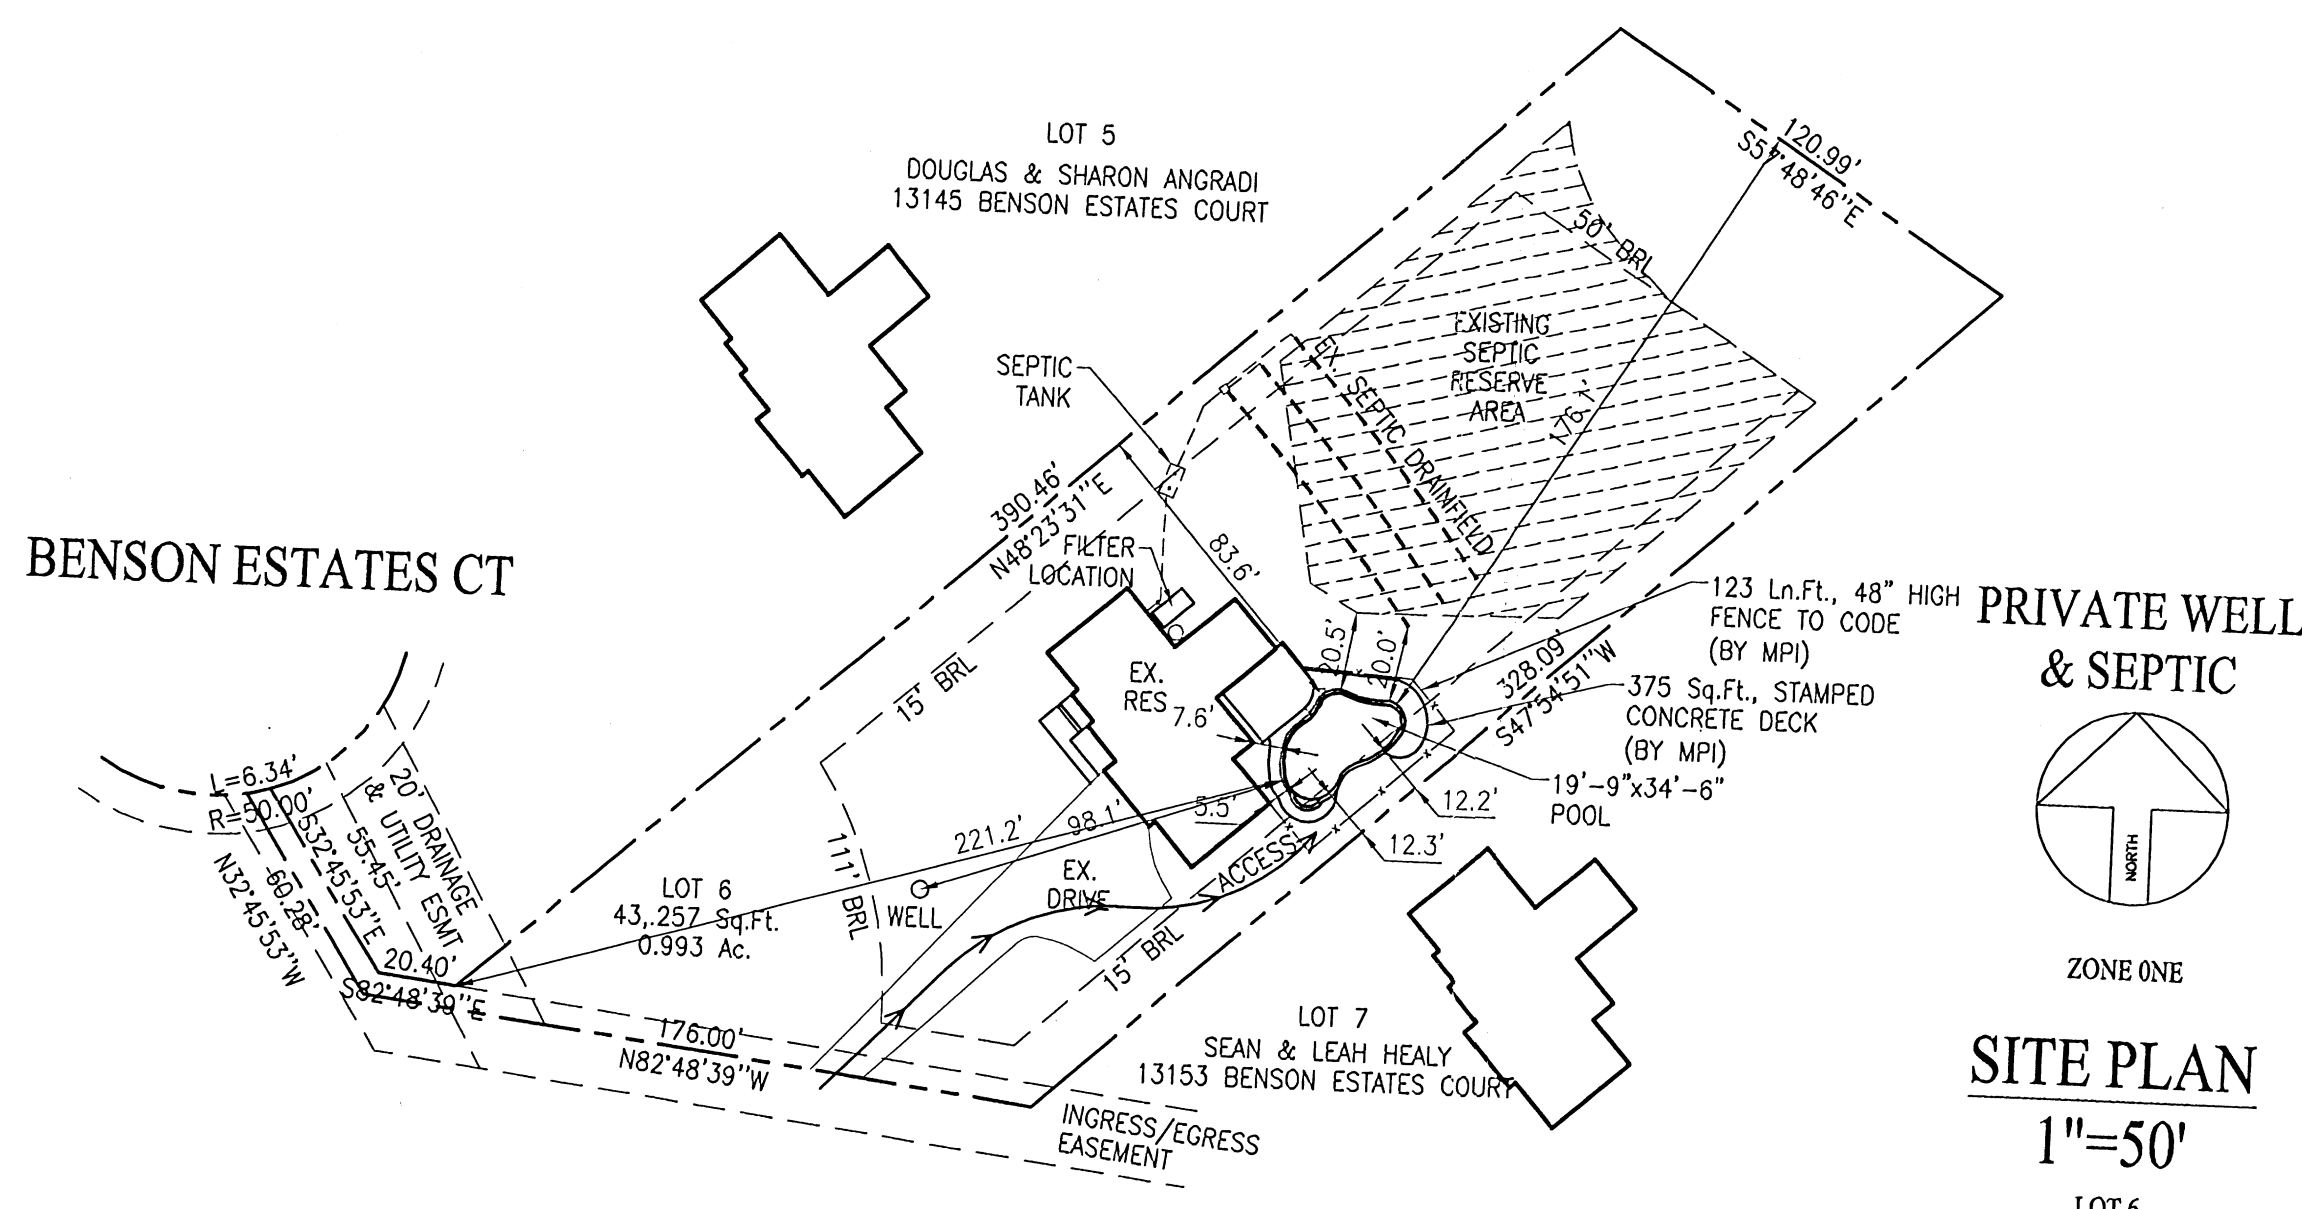 LOT 5
DOUGLAS & SHARON ANGRADI
13145 BENSON ESTATES COURT
120.99'
S57°48'46"E
50' BRL
EXISTING
SEPTIC
RESERVE
AREA
176.1'
EX. SEPTIC DRAINFIELD
SEPTIC
TANK
390.46'
N48°23'31"E
FILTER
LOCATION
83.6'
BENSON ESTATES CT
123 Ln.Ft., 48" HIGH
FENCE TO CODE
(BY MPI)
PRIVATE WELL
& SEPTIC
20.5'
20.0'
328.09'
S47°54'51"W
375 Sq.Ft., STAMPED
CONCRETE DECK
(BY MPI)
15' BRL
EX.
RES
7.6'
19'-9"x34'-6"
POOL
L=6.34'
R=50.00'
20' DRAINAGE
& UTILITY ESMT
55.45'
S32°45'53"E
60.28'
N32°45'53"W
221.2'
98.1'
5.5'
12.2'
12.3'
NORTH
111' BRL
ACCESS
EX.
DRIVE
WELL
LOT 6
43,.257 Sq.Ft.
0.993 Ac.
20.40'
S82°48'39"E
15' BRL
ZONE ONE
176.00'
N82°48'39"W
LOT 7
SEAN & LEAH HEALY
13153 BENSON ESTATES COURT
INGRESS/EGRESS
EASEMENT
SITE PLAN
1"=50'
LOT 6